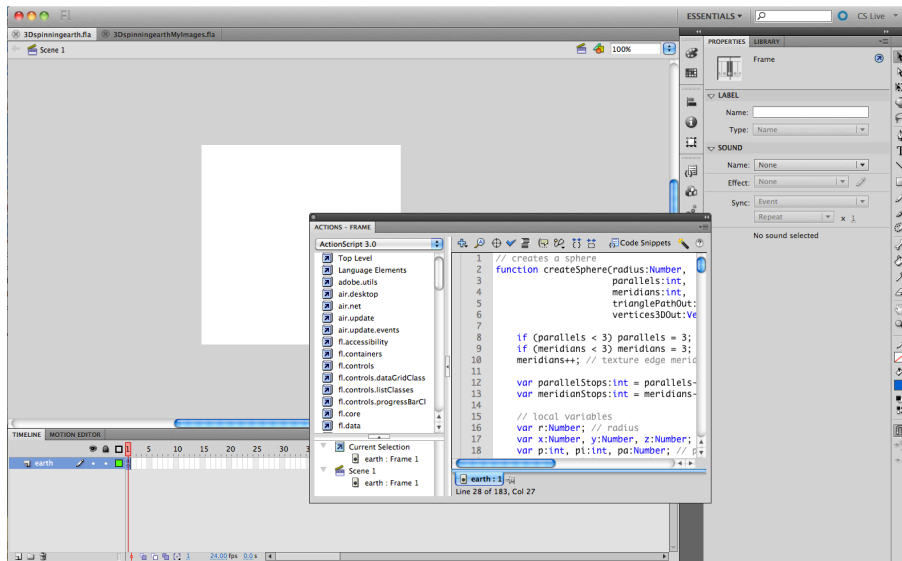 Fl
ESSENTIALS
CS Live
3Dspinningearth.fla
3DspinningearthMyImages.fla
Scene 1
100%
PROPERTIES
LIBRARY
Frame
LABEL
Name:
Type: Name
SOUND
Name: None
Effect: None
Sync: Event
Repeat x 1
No sound selected
ACTIONS - FRAME
ActionScript 3.0
Code Snippets
Top Level
Language Elements
adobe.utils
air.desktop
air.net
air.update
air.update.events
fl.accessibility
fl.containers
fl.controls
fl.controls.dataGridClass
fl.controls.listClasses
fl.controls.progressBarCl
fl.core
fl.data
Current Selection
earth : Frame 1
Scene 1
earth : Frame 1
1 // creates a sphere
2 function createSphere(radius:Number,
3 parallels:int,
4 meridians:int,
5 trianglePathOut:
6 vertices3DOut:Ve
7
8 if (parallels < 3) parallels = 3;
9 if (meridians < 3) meridians = 3;
10 meridians++; // texture edge merid
11
12 var parallelStops:int = parallels-
13 var meridianStops:int = meridians-
14
15 // local variables
16 var r:Number; // radius
17 var x:Number, y:Number, z:Number;
18 var p:int, pi:int, pa:Number; // p
earth : 1
Line 28 of 183, Col 27
TIMELINE
MOTION EDITOR
1 5 10 15 20 25 30 3
earth
1 24.00 fps 0.0 s